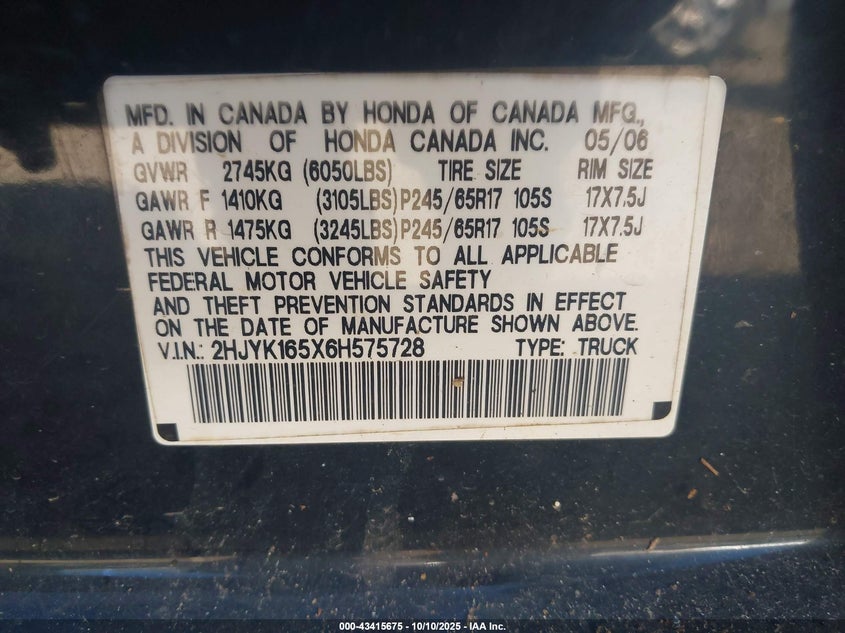 MFD. IN CANADA BY HONDA OF CANADA MFG.,
A DIVISION OF HONDA CANADA INC. 05/06
GVWR 2745KG (6050LBS) TIRE SIZE RIM SIZE
GAWR F 1410KG (3105LBS)P245/65R17 105S 17X7.5J
GAWR R 1475KG (3245LBS)P245/65R17 105S 17X7.5J
THIS VEHICLE CONFORMS TO ALL APPLICABLE
FEDERAL MOTOR VEHICLE SAFETY
AND THEFT PREVENTION STANDARDS IN EFFECT
ON THE DATE OF MANUFACTURE SHOWN ABOVE.
V.I.N.: 2HJYK165X6H575728 TYPE: TRUCK
000-43415675 - 10/10/2025 - IAA Inc.